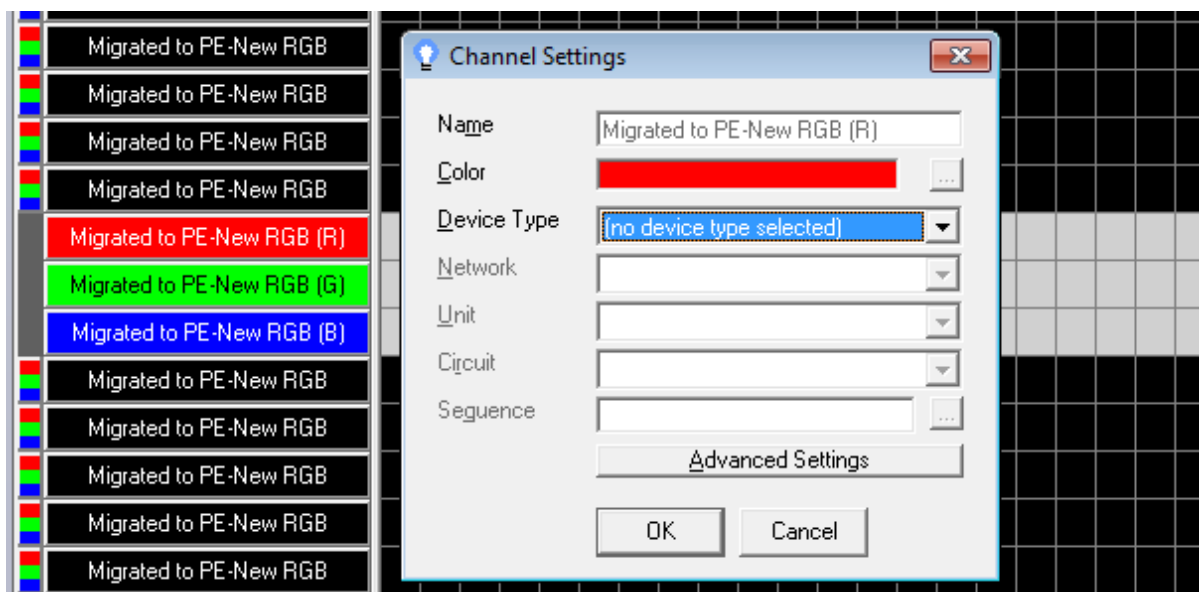 Migrated to PE-New RGB
Migrated to PE-New RGB
Migrated to PE-New RGB
Migrated to PE-New RGB
Migrated to PE-New RGB (R)
Migrated to PE-New RGB (G)
Migrated to PE-New RGB (B)
Migrated to PE-New RGB
Migrated to PE-New RGB
Migrated to PE-New RGB
Migrated to PE-New RGB
Migrated to PE-New RGB
Channel Settings
Name Migrated to PE-New RGB (R)
Color ...
Device Type (no device type selected)
Network
Unit
Circuit
Sequence ...
Advanced Settings
OK Cancel